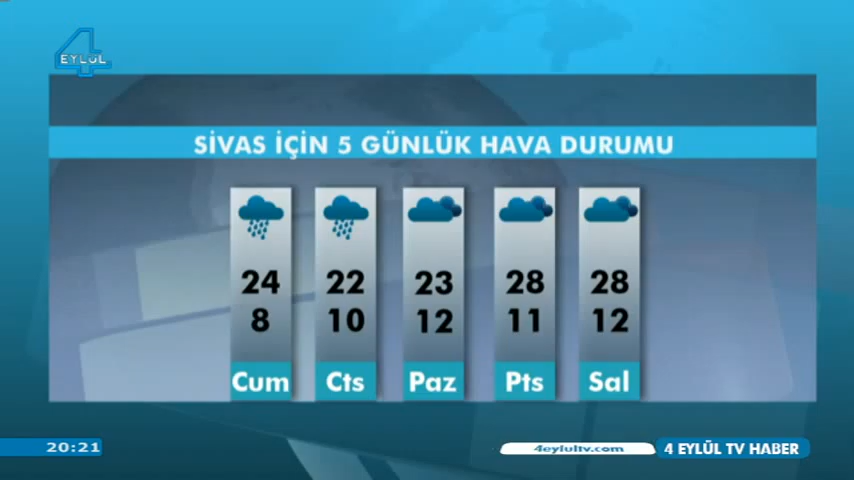 4
EYLÜL
SİVAS İÇİN 5 GÜNLÜK HAVA DURUMU
24 22 23 28 28
8 10 12 11 12
Cum Cts Paz Pts Sal
20:21 4eylultv.com 4 EYLÜL TV HABER